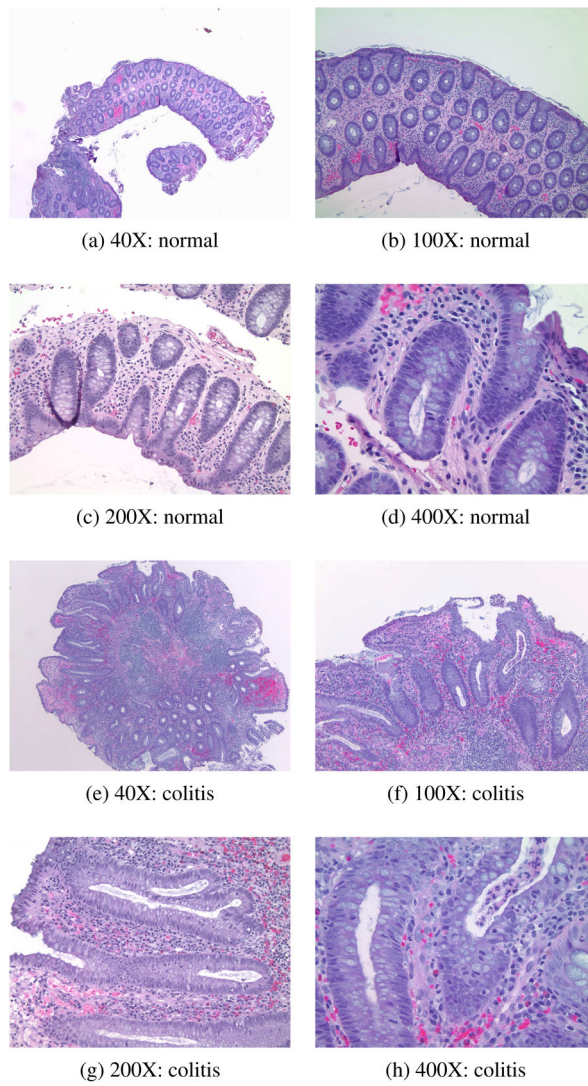 (a) 40X: normal
(b) 100X: normal
(c) 200X: normal
(d) 400X: normal
(e) 40X: colitis
(f) 100X: colitis
(g) 200X: colitis
(h) 400X: colitis